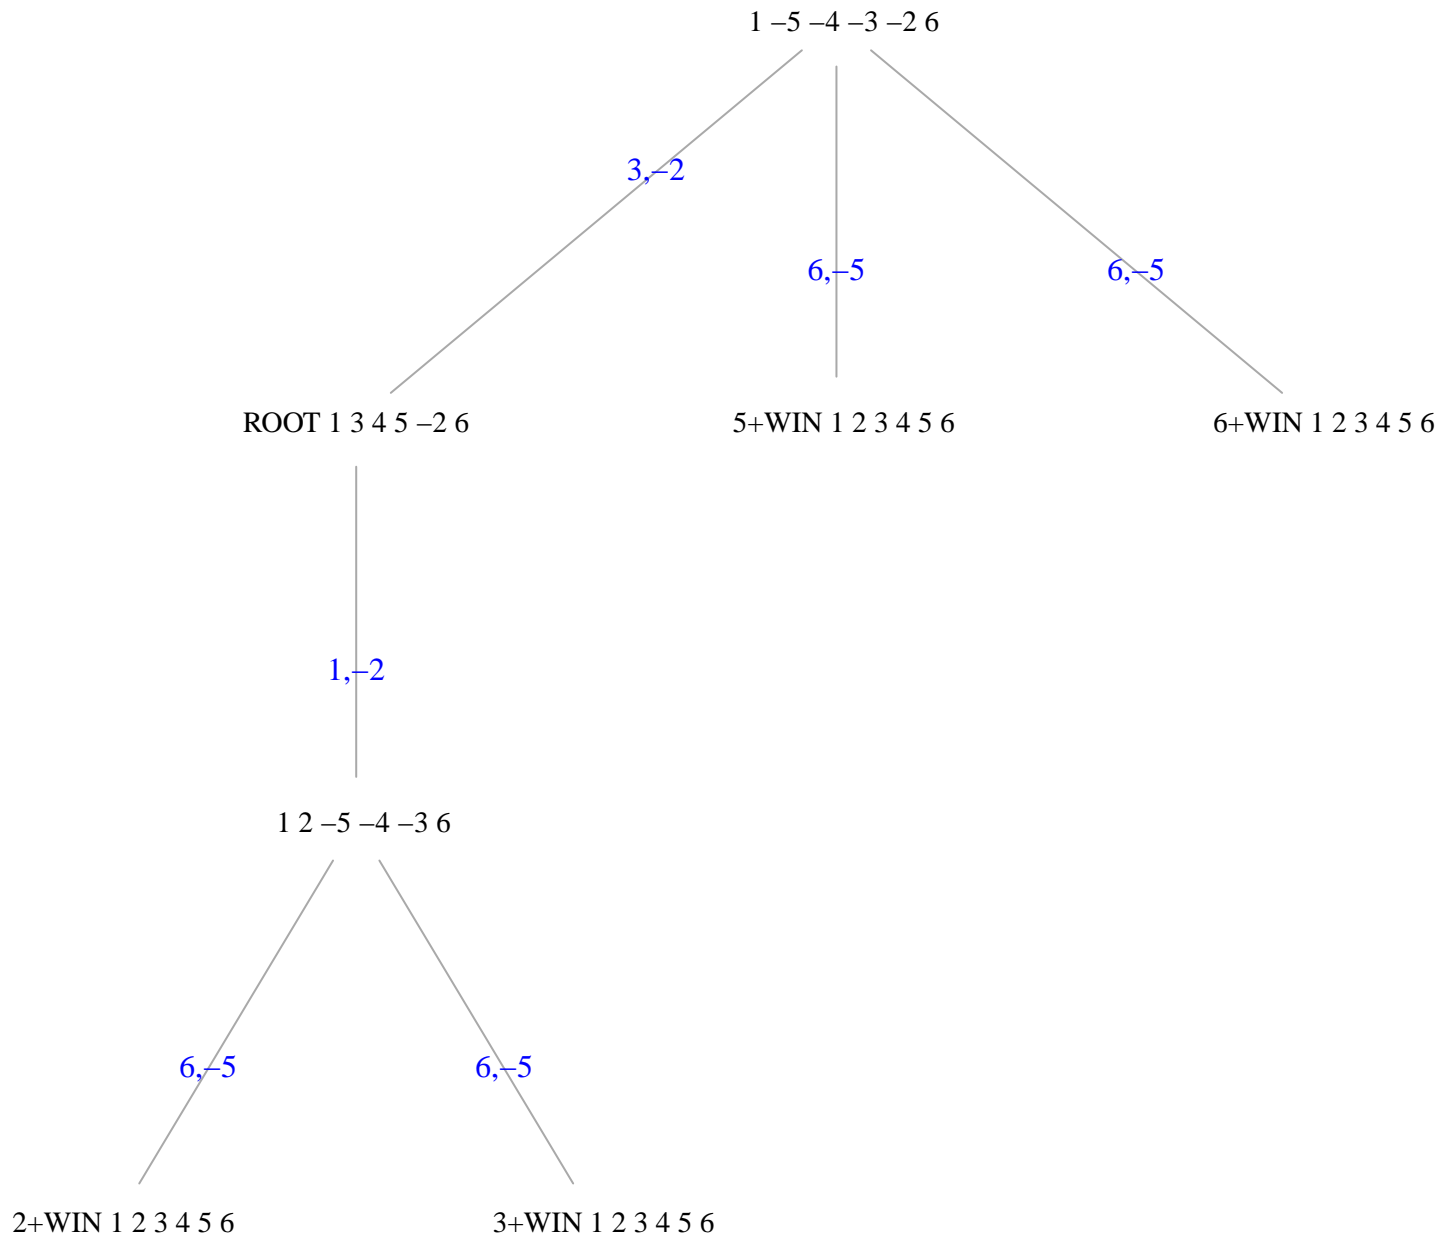 1 –5 –4 –3 –2 6
3,–2
6,–5
6,–5
ROOT 1 3 4 5 –2 6
5+WIN 1 2 3 4 5 6
6+WIN 1 2 3 4 5 6
1,–2
1 2 –5 –4 –3 6
6,–5
6,–5
2+WIN 1 2 3 4 5 6
3+WIN 1 2 3 4 5 6